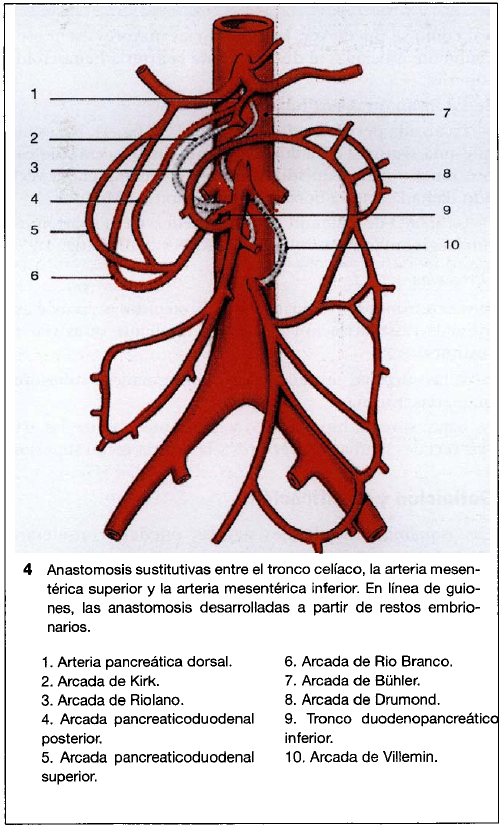 1
2
3
4
5
6
7
8
9
10
4 Anastomosis sustitutivas entre el tronco celíaco, la arteria mesen-
térica superior y la arteria mesentérica inferior. En línea de guio-
nes, las anastomosis desarrolladas a partir de restos embrio-
narios.
1. Arteria pancreática dorsal.
2. Arcada de Kirk.
3. Arcada de Riolano.
4. Arcada pancreaticoduodenal
posterior.
5. Arcada pancreaticoduodenal
superior.
6. Arcada de Rio Branco.
7. Arcada de Bühler.
8. Arcada de Drumond.
9. Tronco duodenopancreático
inferior.
10. Arcada de Villemin.